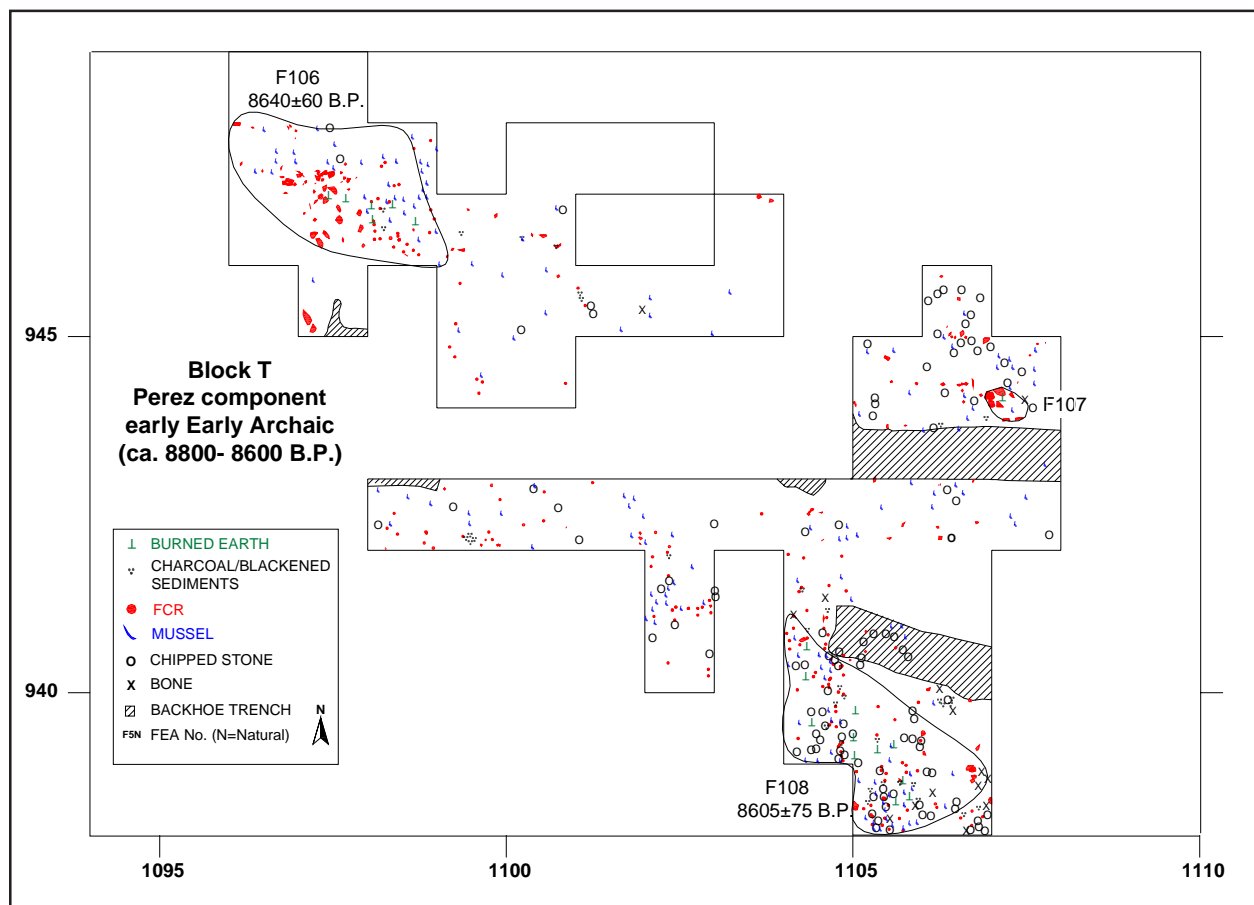 F106
8640±60 B.P.
945
Block T
Perez component
early Early Archaic
(ca. 8800- 8600 B.P.)
F107
BURNED EARTH
CHARCOAL/BLACKENED
SEDIMENTS
FCR
MUSSEL
CHIPPED STONE
BONE
BACKHOE TRENCH
N
F5N FEA No. (N=Natural)
940
F108
8605±75 B.P.
1095
1100
1105
1110